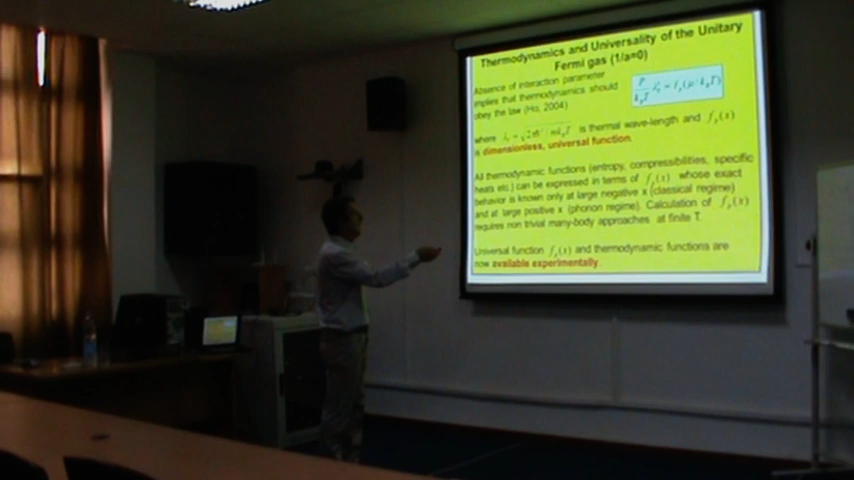 Thermodynamics and Universality of the Unitary
Fermi gas (1/a=0)
Absence of interaction parameter
implies that thermodynamics should
obey the law (Ho, 2004)
where is thermal wave-length and f_p(x)
is dimensionless, universal function.
All thermodynamic functions (entropy, compressibilities, specific
heats etc.) can be expressed in terms of f_p(x) whose exact
behavior is known only at large negative x (classical regime)
and at large positive x (phonon regime). Calculation of f_p(x)
requires non trivial many-body approaches at finite T.
Universal function f_p(x) and thermodynamic functions are
now available experimentally.